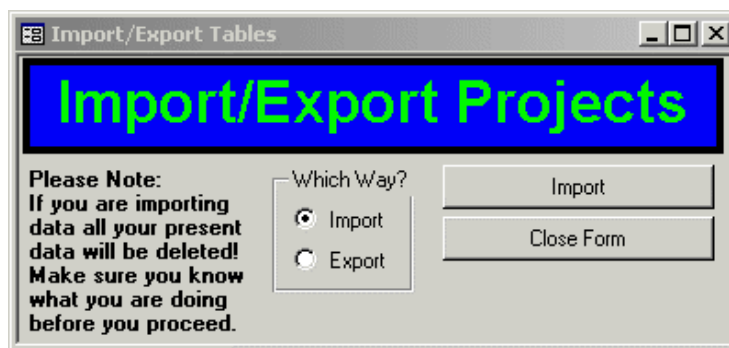 Import/Export Tables
Import/Export Projects
Please Note:
If you are importing
data all your present
data will be deleted!
Make sure you know
what you are doing
before you proceed.
Which Way?
Import
Export
Import
Close Form